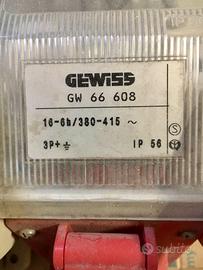 GEWISS
GW 66 608
16-6h/380-415 ~
3P+⏚ IP 56
S
subito